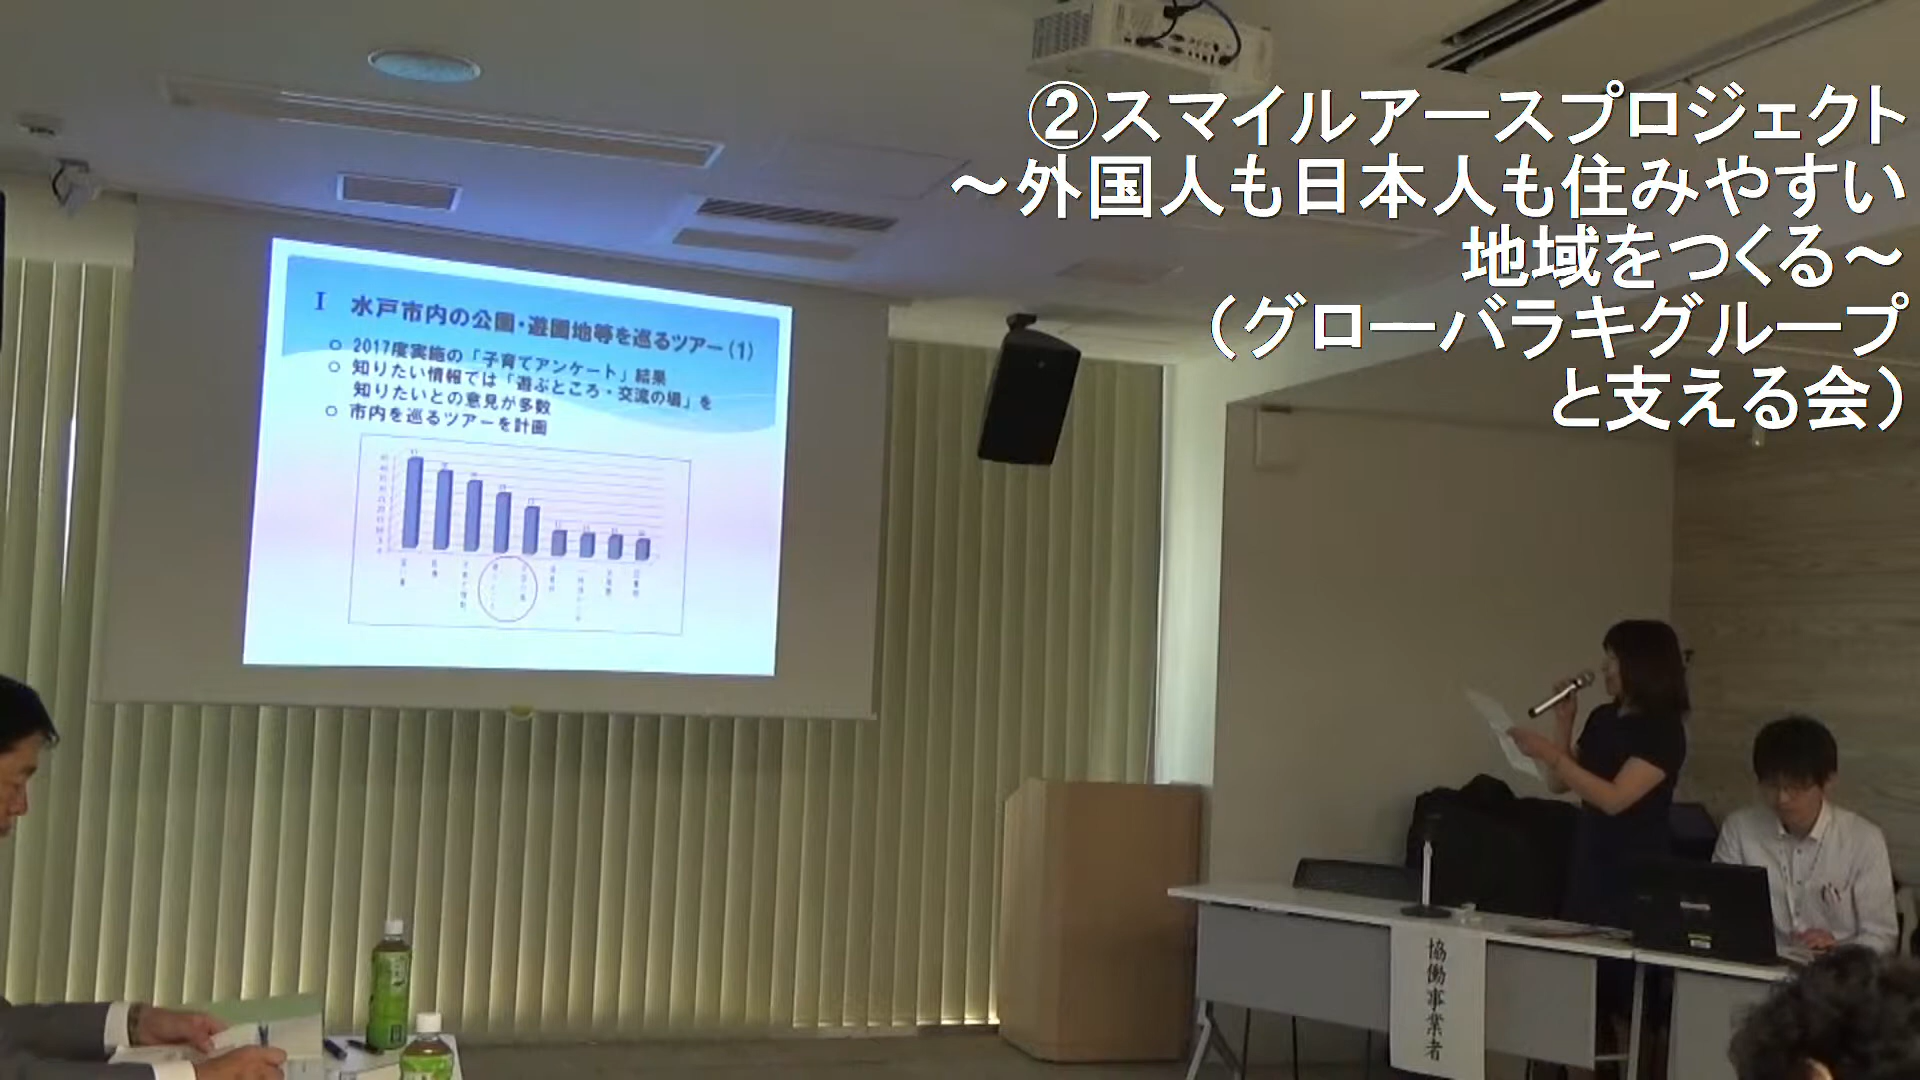 ②スマイルアースプロジェクト
～外国人も日本人も住みやすい
地域をつくる～
（グローバラキグループ
と支える会）
Ⅰ 水戸市内の公園・遊園地等を巡るツアー(1)
○ 2017度実施の「子育てアンケート」結果
○ 知りたい情報では「遊ぶところ・交流の場」を
知りたいとの意見が多数
○ 市内を巡るツアーを計画
協働事業者